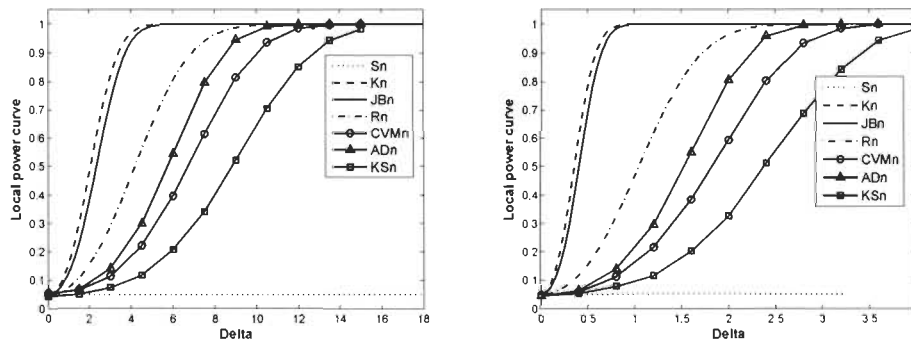 Local power curve
1
0.9
0.8
0.7
0.6
0.5
0.4
0.3
0.2
0.1
0
0 2 4 6 8 10 12 14 16 18
Delta
Sn
Kn
JBn
Rn
CVMn
ADn
KSn
Local power curve
1
0.9
0.8
0.7
0.6
0.5
0.4
0.3
0.2
0.1
0
0 0.5 1 1.5 2 2.5 3 3.5
Delta
Sn
Kn
JBn
Rn
CVMn
ADn
KSn